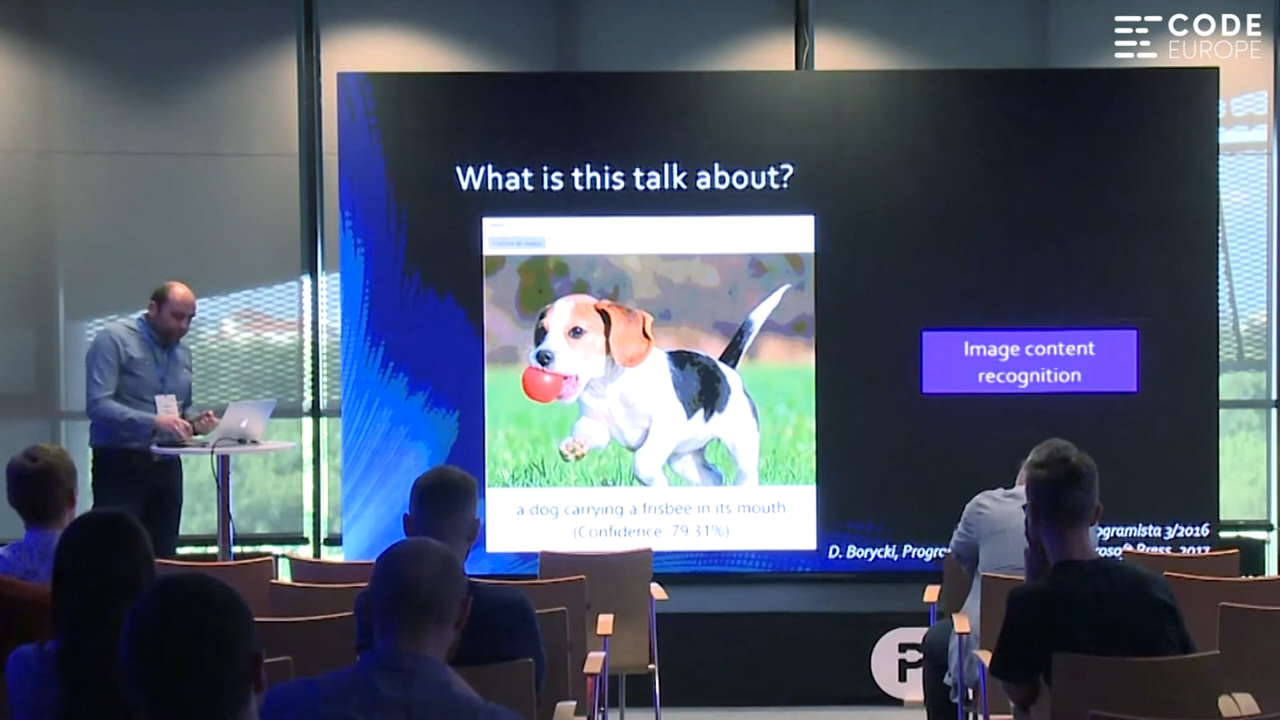 CODE
EUROPE
What is this talk about?
a dog carrying a frisbee in its mouth
(Confidence: 79.31%)
Image content
recognition
ogramista 3/2016
D. Borycki, Progra
Press, 2017
P